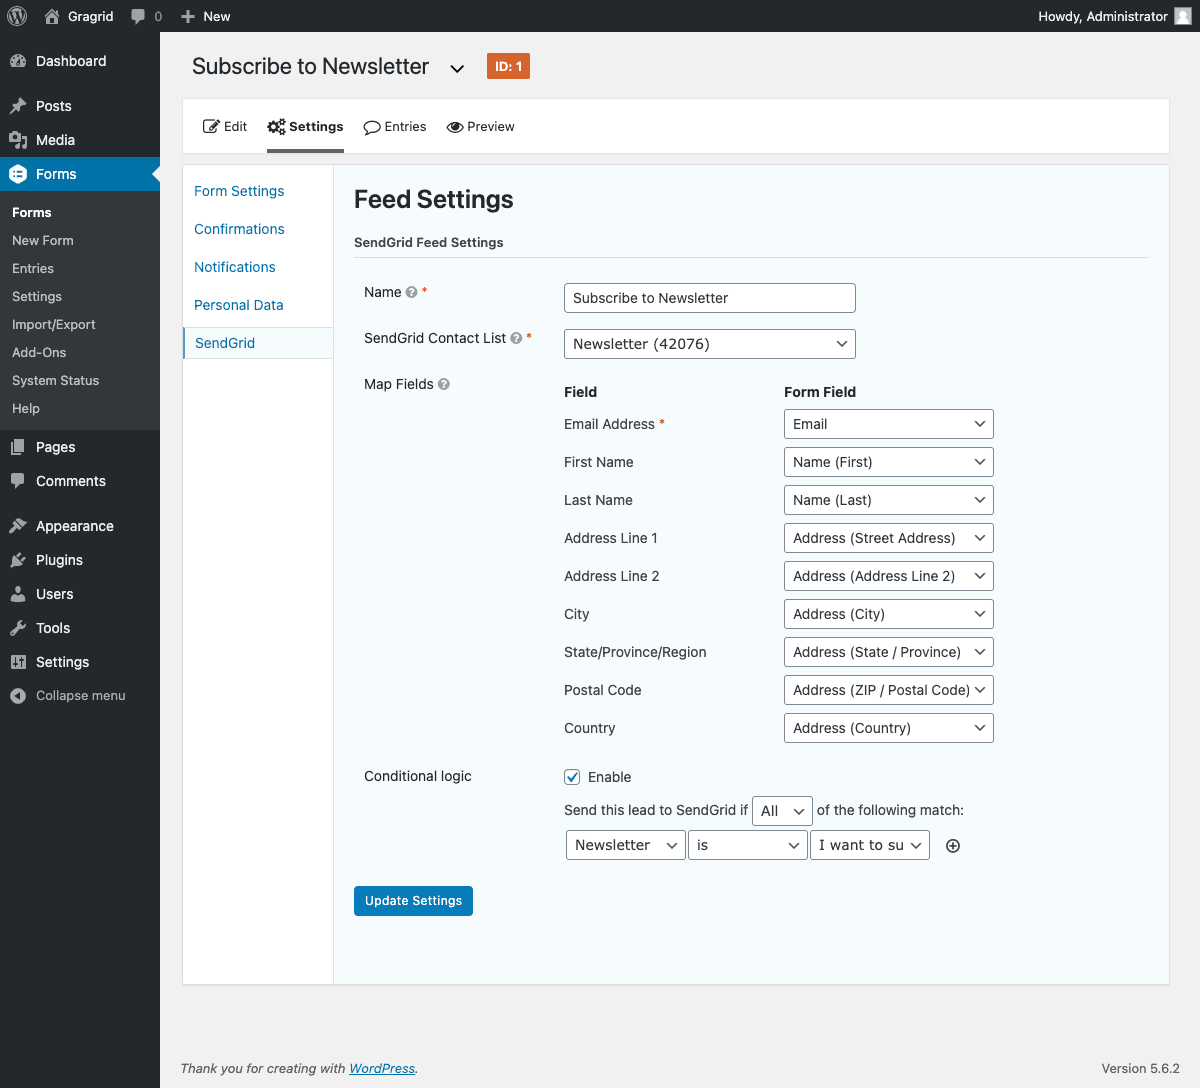 Gragrid 0 New Howdy, Administrator
Dashboard
Posts
Media
Forms
Forms
New Form
Entries
Settings
Import/Export
Add-Ons
System Status
Help
Pages
Comments
Appearance
Plugins
Users
Tools
Settings
Collapse menu
Subscribe to Newsletter ID: 1
Edit Settings Entries Preview
Form Settings
Confirmations
Notifications
Personal Data
SendGrid
Feed Settings
SendGrid Feed Settings
Name ? * Subscribe to Newsletter
SendGrid Contact List ? * Newsletter (42076)
Map Fields ?
Field Form Field
Email Address * Email
First Name Name (First)
Last Name Name (Last)
Address Line 1 Address (Street Address)
Address Line 2 Address (Address Line 2)
City Address (City)
State/Province/Region Address (State / Province)
Postal Code Address (ZIP / Postal Code)
Country Address (Country)
Conditional logic Enable
Send this lead to SendGrid if All of the following match:
Newsletter is I want to su
Update Settings
Thank you for creating with WordPress. Version 5.6.2